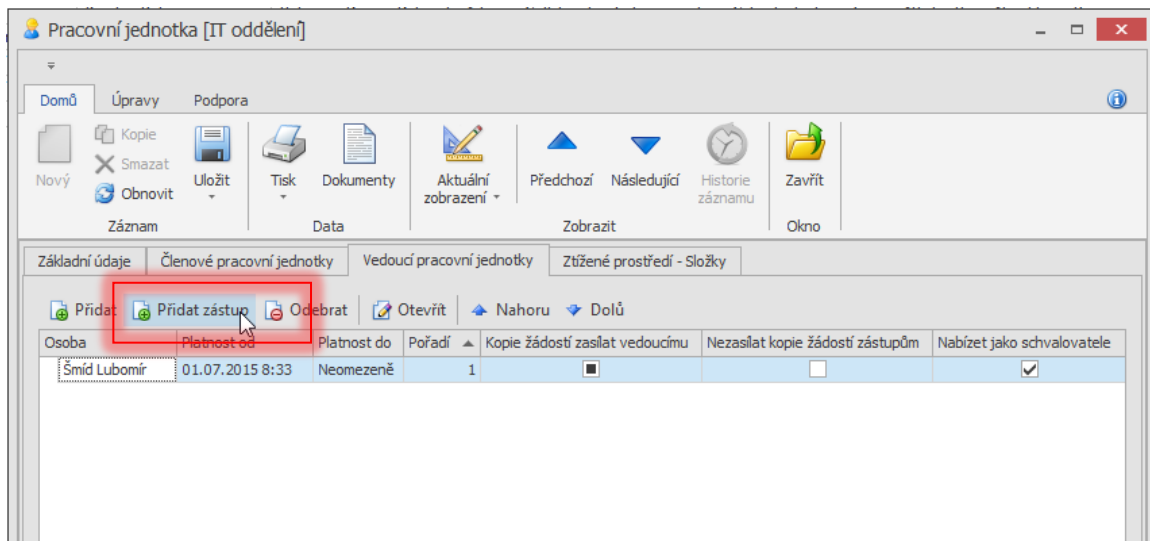 Pracovní jednotka [IT oddělení]
Domů Úpravy Podpora
Nový
Kopie
Smazat
Obnovit
Uložit
Tisk
Dokumenty
Aktuální zobrazení
Předchozí
Následující
Historie záznamu
Zavřít
Záznam Data Zobrazit Okno
Základní údaje Členové pracovní jednotky Vedoucí pracovní jednotky Ztížené prostředí - Složky
Přidat Přidat zástup Odebrat Otevřít Nahoru Dolů
Osoba Platnost od Platnost do Pořadí Kopie žádostí zasílat vedoucímu Nezasílat kopie žádostí zástupům Nabízet jako schvalovatele
Šmíd Lubomír 01.07.2015 8:33 Neomezeně 1